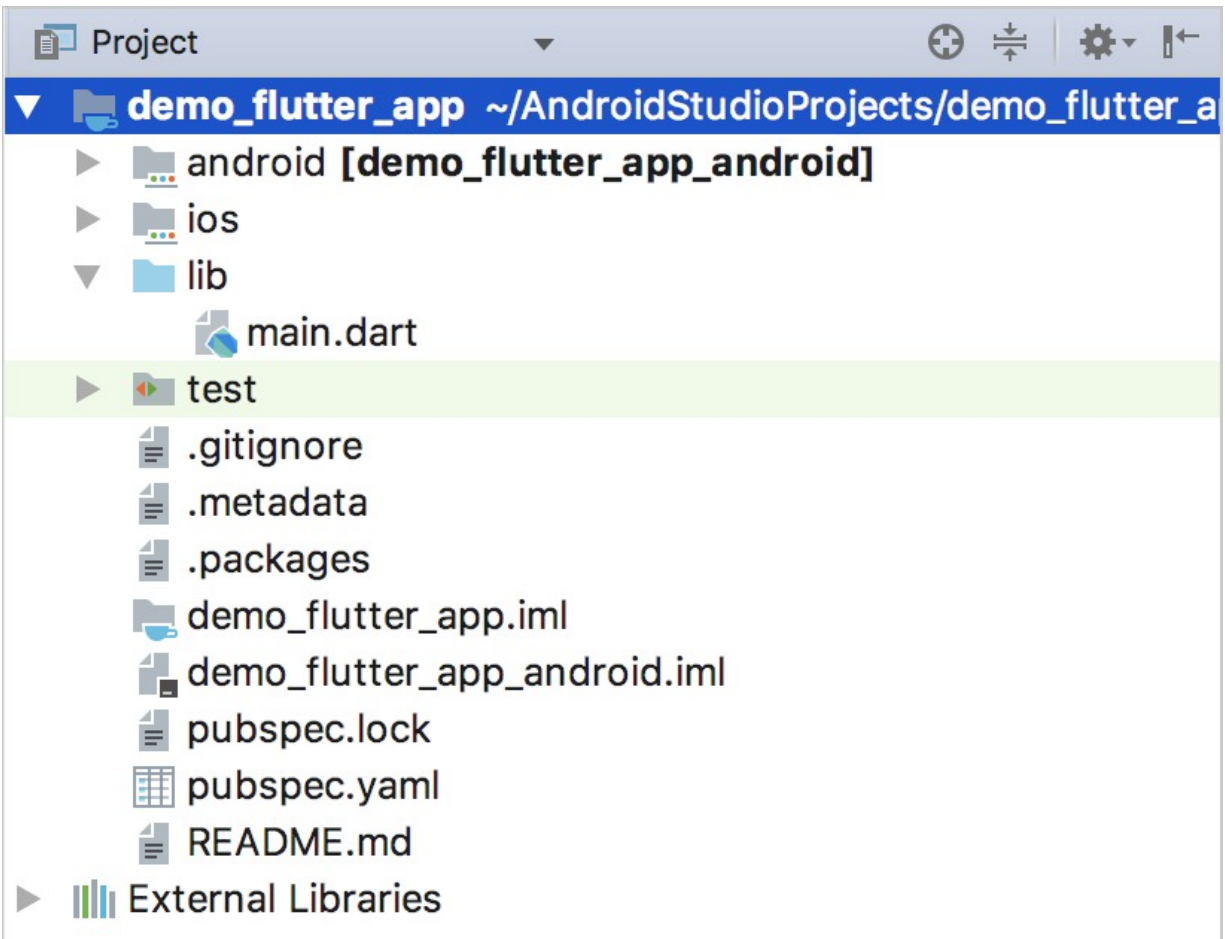 Project
demo_flutter_app ~/AndroidStudioProjects/demo_flutter_a
android [demo_flutter_app_android]
ios
lib
main.dart
test
.gitignore
.metadata
.packages
demo_flutter_app.iml
demo_flutter_app_android.iml
pubspec.lock
pubspec.yaml
README.md
External Libraries